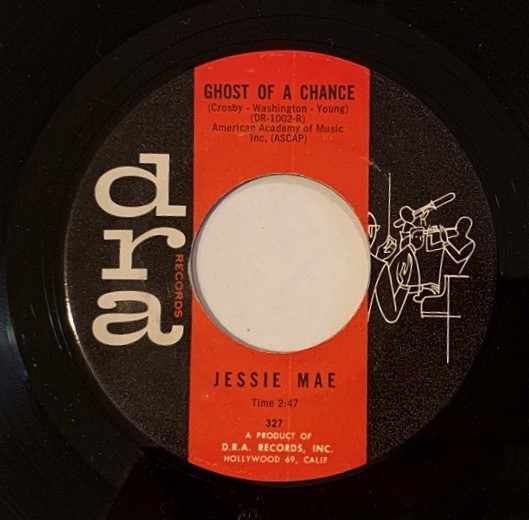 GHOST OF A CHANCE
(Crosby - Washington - Young)
(DR-1002-R)
American Academy of Music
Inc. (ASCAP)
dra
RECORDS
JESSIE MAE
Time 2:47
327
A PRODUCT OF
D.R.A. RECORDS, INC.
HOLLYWOOD 69, CALIF